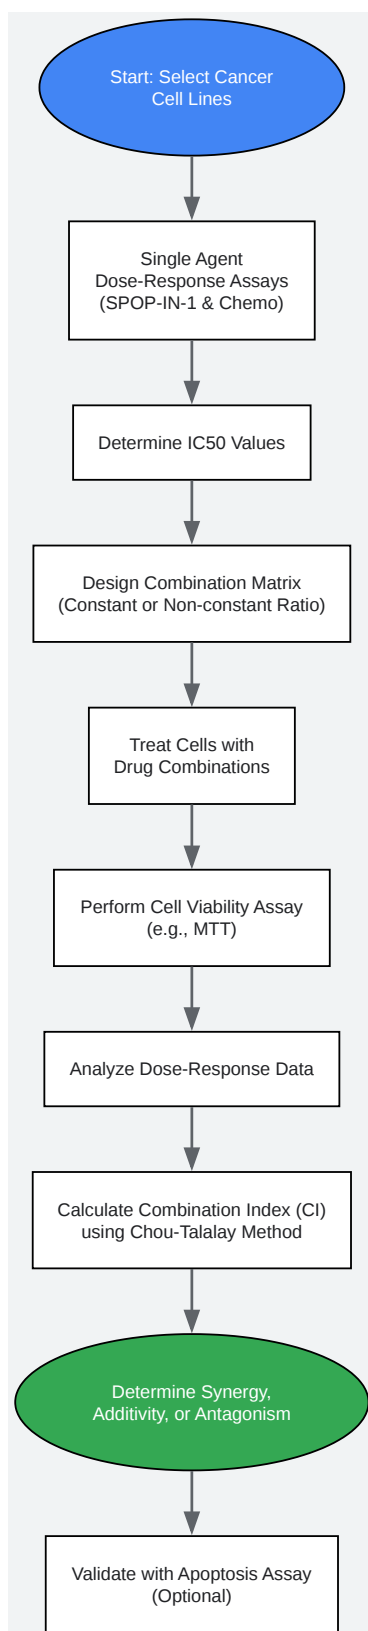 Start: Select Cancer
Cell Lines
Single Agent
Dose-Response Assays
(SPOP-IN-1 & Chemo)
Determine IC50 Values
Design Combination Matrix
(Constant or Non-constant Ratio)
Treat Cells with
Drug Combinations
Perform Cell Viability Assay
(e.g., MTT)
Analyze Dose-Response Data
Calculate Combination Index (CI)
using Chou-Talalay Method
Determine Synergy,
Additivity, or Antagonism
Validate with Apoptosis Assay
(Optional)